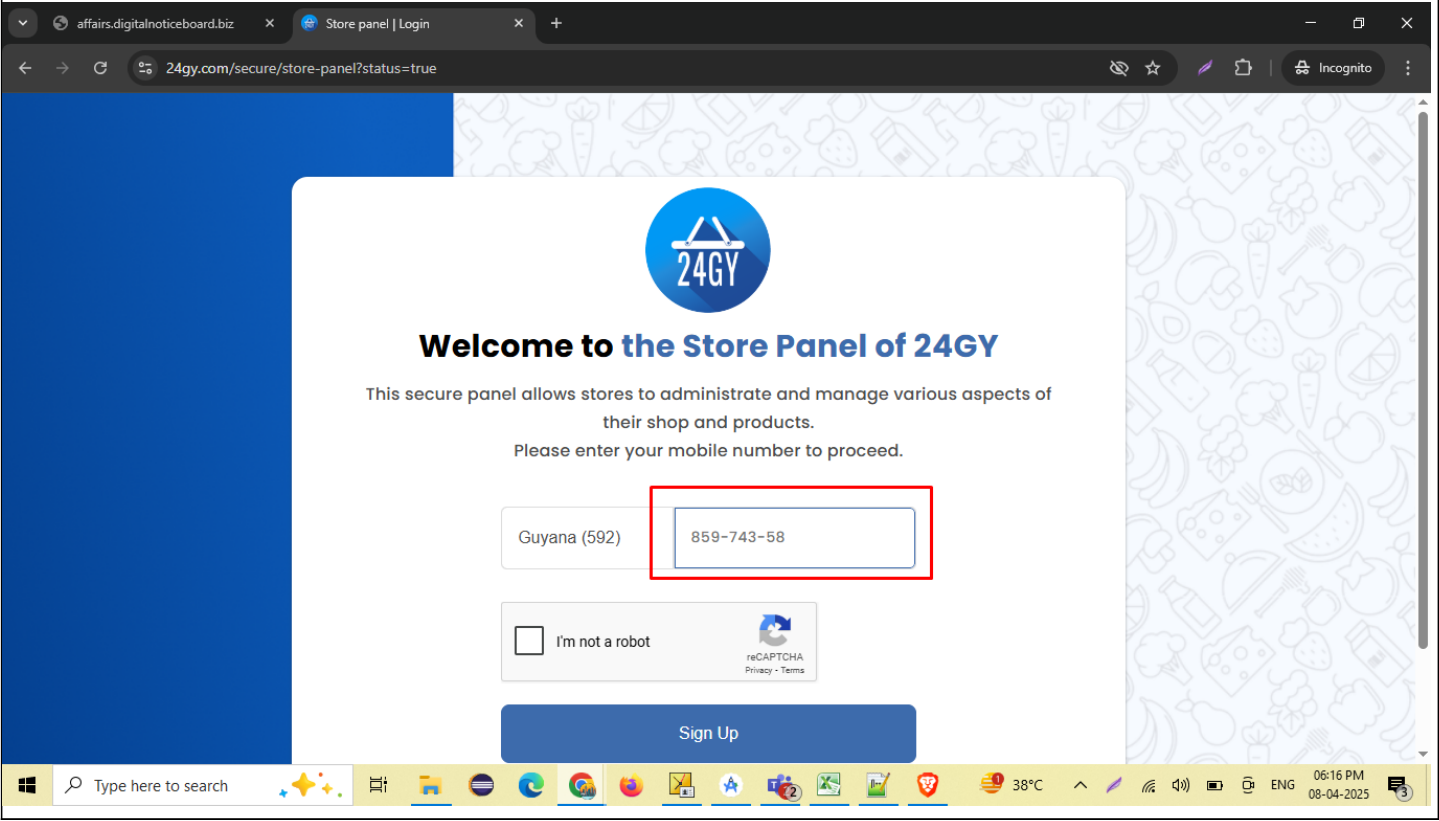 affairs.digitalnoticeboard.biz
Store panel | Login
24gy.com/secure/store-panel?status=true
Incognito
24GY
Welcome to the Store Panel of 24GY
This secure panel allows stores to administrate and manage various aspects of
their shop and products.
Please enter your mobile number to proceed.
Guyana (592)
859-743-58
I'm not a robot
reCAPTCHA
Privacy - Terms
Sign Up
Type here to search
2
1
38°C
ENG
06:16 PM
08-04-2025
3